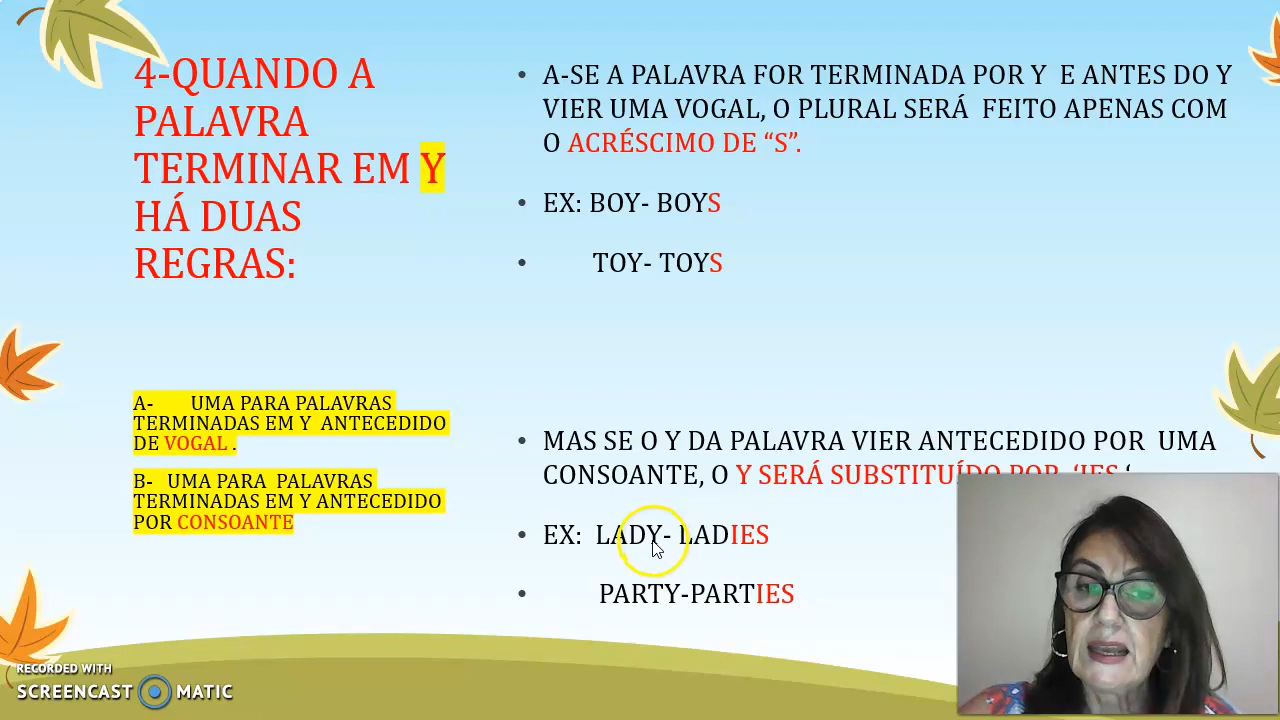 4-QUANDO A
PALAVRA
TERMINAR EM Y
HÁ DUAS
REGRAS:
A- UMA PARA PALAVRAS
TERMINADAS EM Y ANTECEDIDO
DE VOGAL .
B- UMA PARA PALAVRAS
TERMINADAS EM Y ANTECEDIDO
POR CONSOANTE
• A-SE A PALAVRA FOR TERMINADA POR Y E ANTES DO Y
VIER UMA VOGAL, O PLURAL SERÁ FEITO APENAS COM
O ACRÉSCIMO DE “S”.
• EX: BOY- BOYS
• TOY- TOYS
• MAS SE O Y DA PALAVRA VIER ANTECEDIDO POR UMA
CONSOANTE, O Y SERÁ SUBSTITUÍDO POR ‘IES ‘
• EX: LADY- LADIES
• PARTY-PARTIES
RECORDED WITH
SCREENCAST MATIC